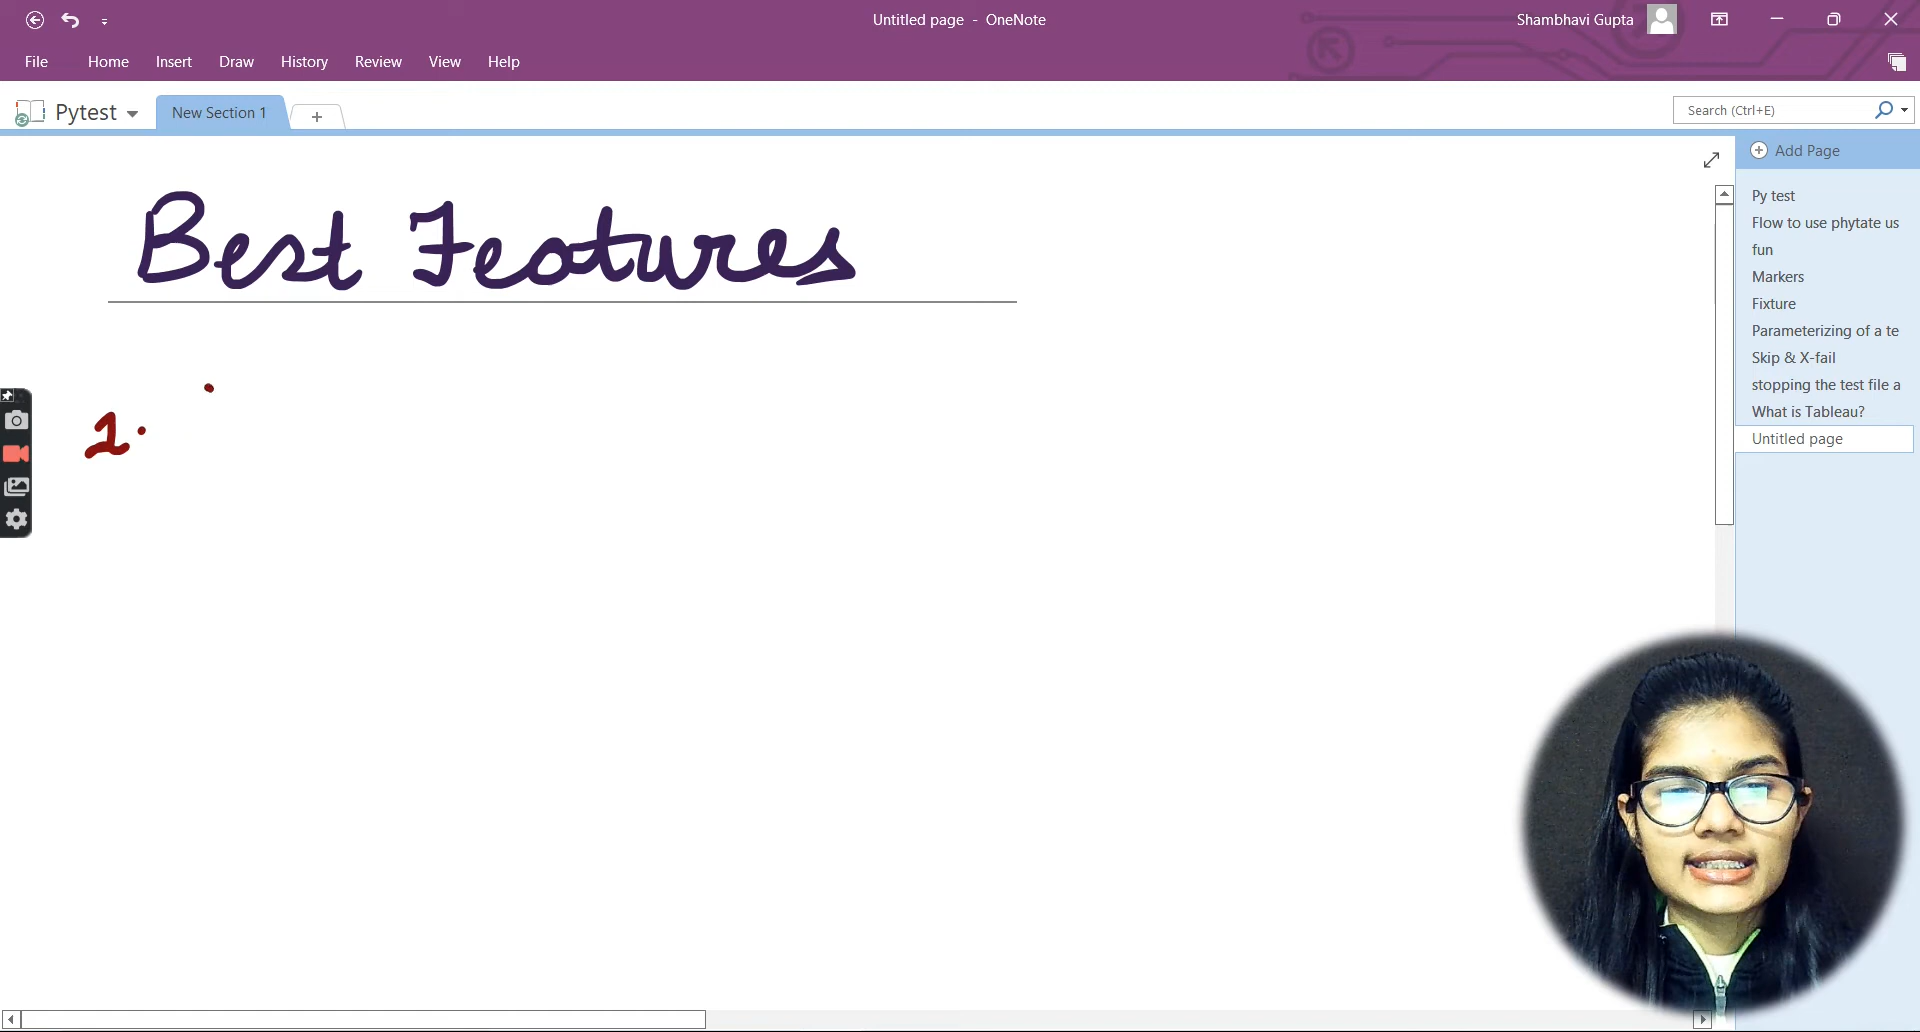 Untitled page - OneNote
Shambhavi Gupta
File Home Insert Draw History Review View Help
Pytest
New Section 1
+
Search (Ctrl+E)
Add Page
Best Features
Py test
Flow to use phytate us
fun
Markers
Fixture
Parameterizing of a te
Skip & X-fail
stopping the test file a
What is Tableau?
Untitled page
1.